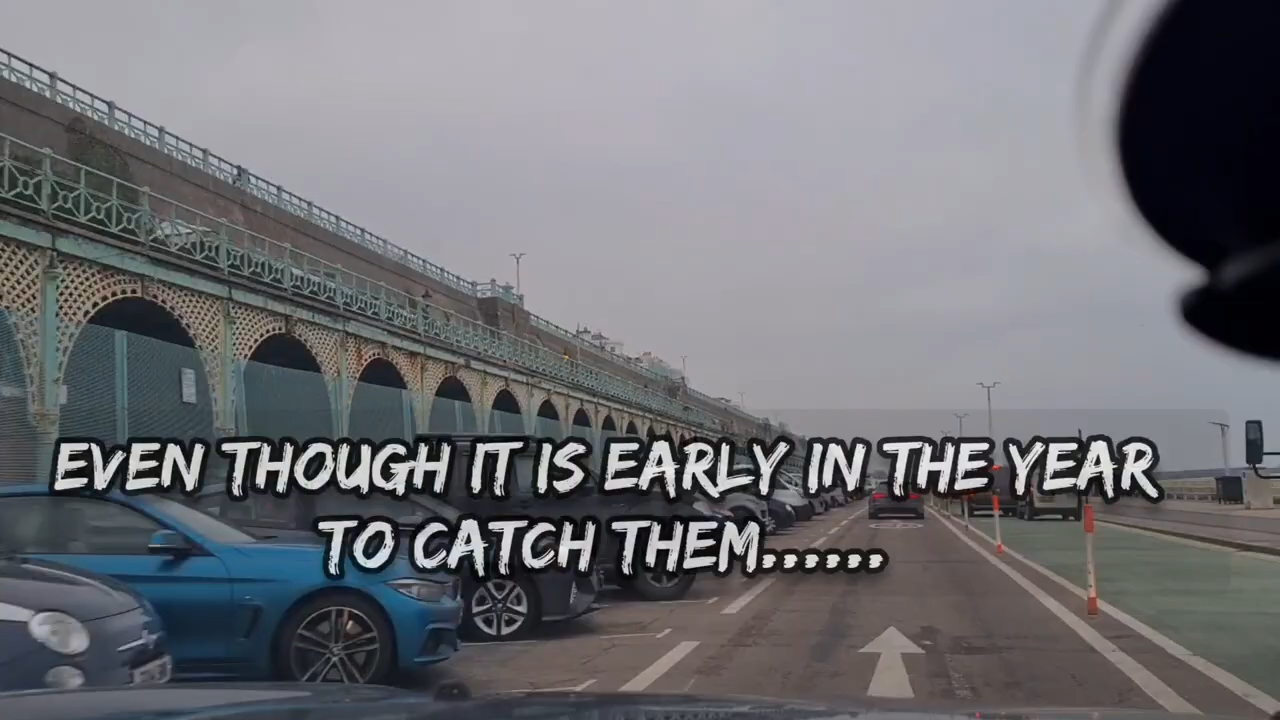 EVEN THOUGH IT IS EARLY IN THE YEAR
TO CATCH THEM......